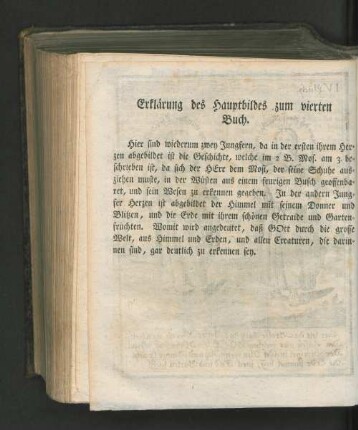 Erklärung des Hauptbildes zum vierten
Buch.
Hier sind wiederum zwey Jungfern, da in der ersten ihrem Her-
zen abgebildet ist die Geschichte, welche im 2 B. Mos. am 3. be-
schrieben ist, da sich der HErr dem Mose, der seine Schuhe aus-
ziehen mußte, in der Wüsten aus einem feurigen Busch geoffenba-
ret, und sein Wesen zu erkennen gegeben. In der andern Jung-
fer Herzen ist abgebildet der Himmel mit seinem Donner und
Blitzen, und die Erde mit ihrem schönen Getraide und Garten-
früchten. Womit wird angedeutet, daß GOtt durch die große
Welt, aus Himmel und Erden, und allen Creaturen, die darin-
nen sind, gar deutlich zu erkennen sey.